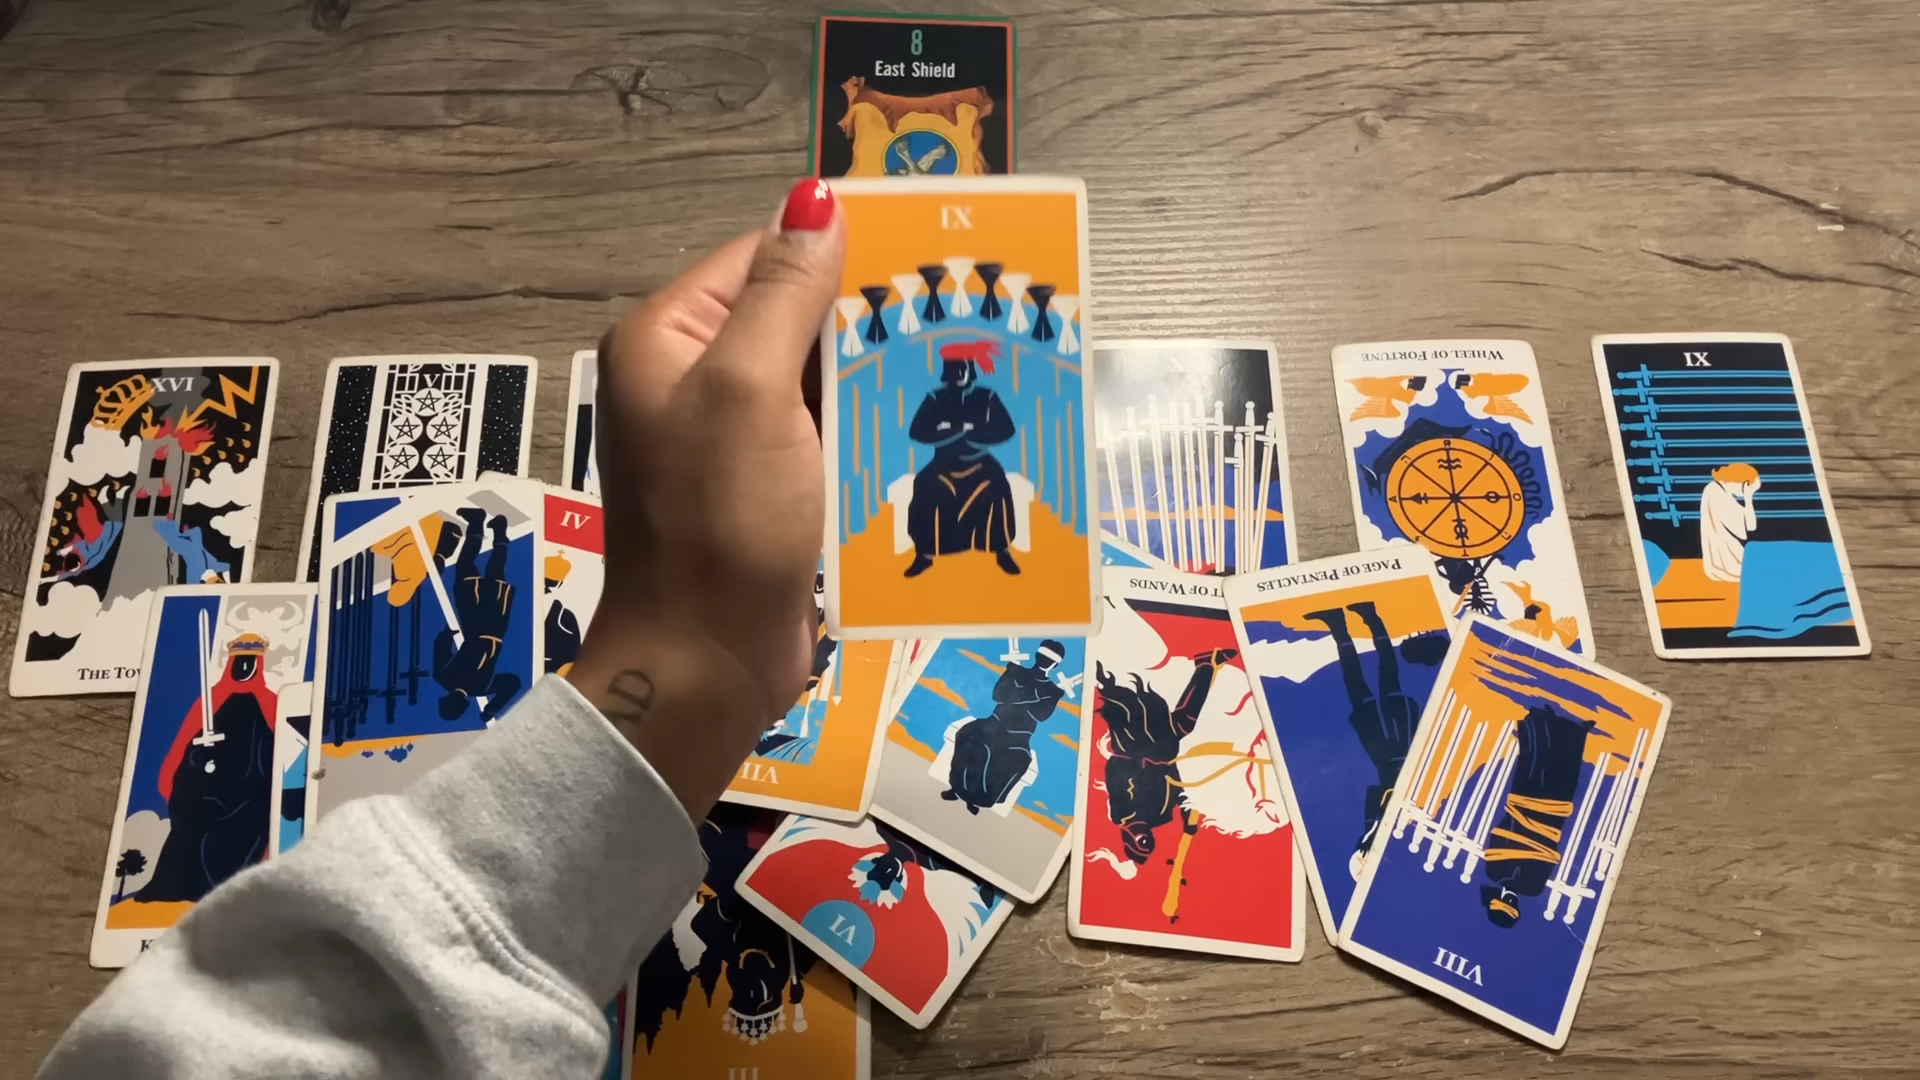 8
East Shield
IX
XVI
V
IV
X
WHEEL OF FORTUNE
IX
PAGE OF PENTACLES
T OF WANDS
THE TOW
VII
VI
VIII
K
III